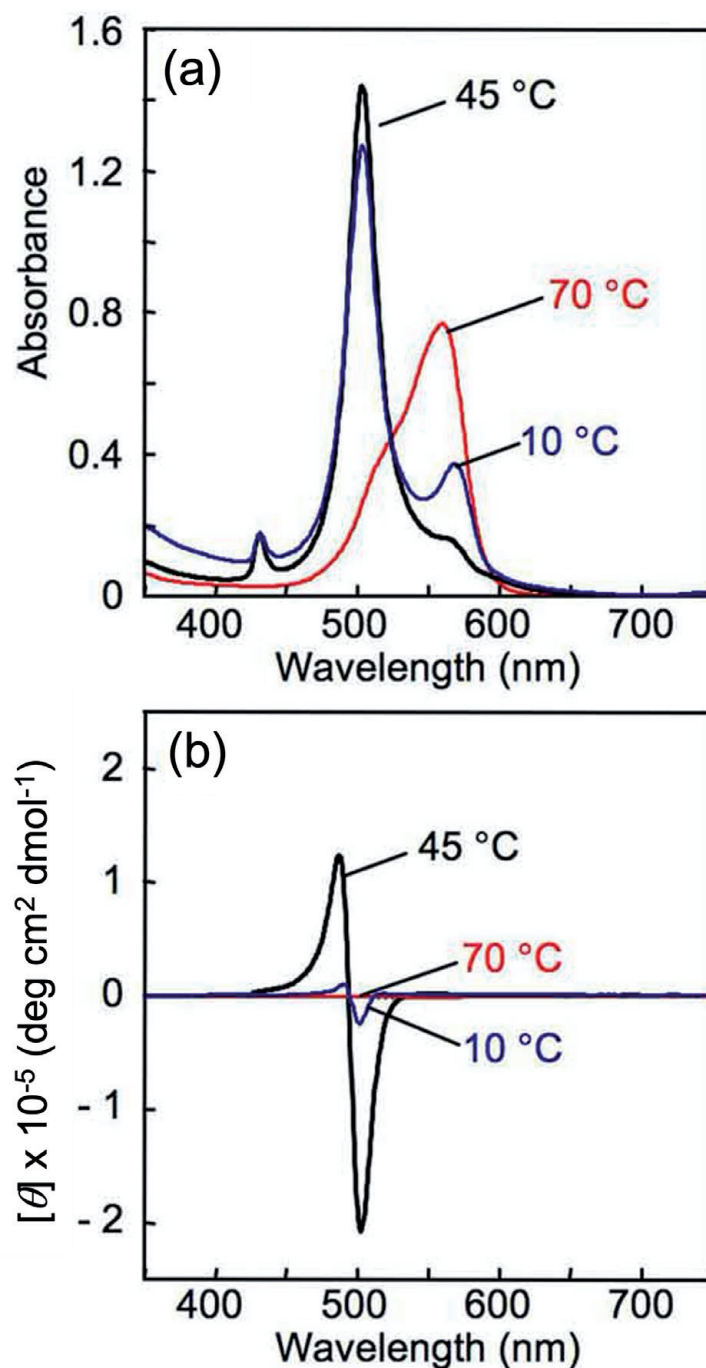 (a)
45 °C
70 °C
10 °C
1.6
1.2
0.8
0.4
0
Absorbance
400 500 600 700
Wavelength (nm)
(b)
45 °C
70 °C
10 °C
2
1
0
- 1
- 2
[θ] x 10⁻⁵ (deg cm² dmol⁻¹)
400 500 600 700
Wavelength (nm)